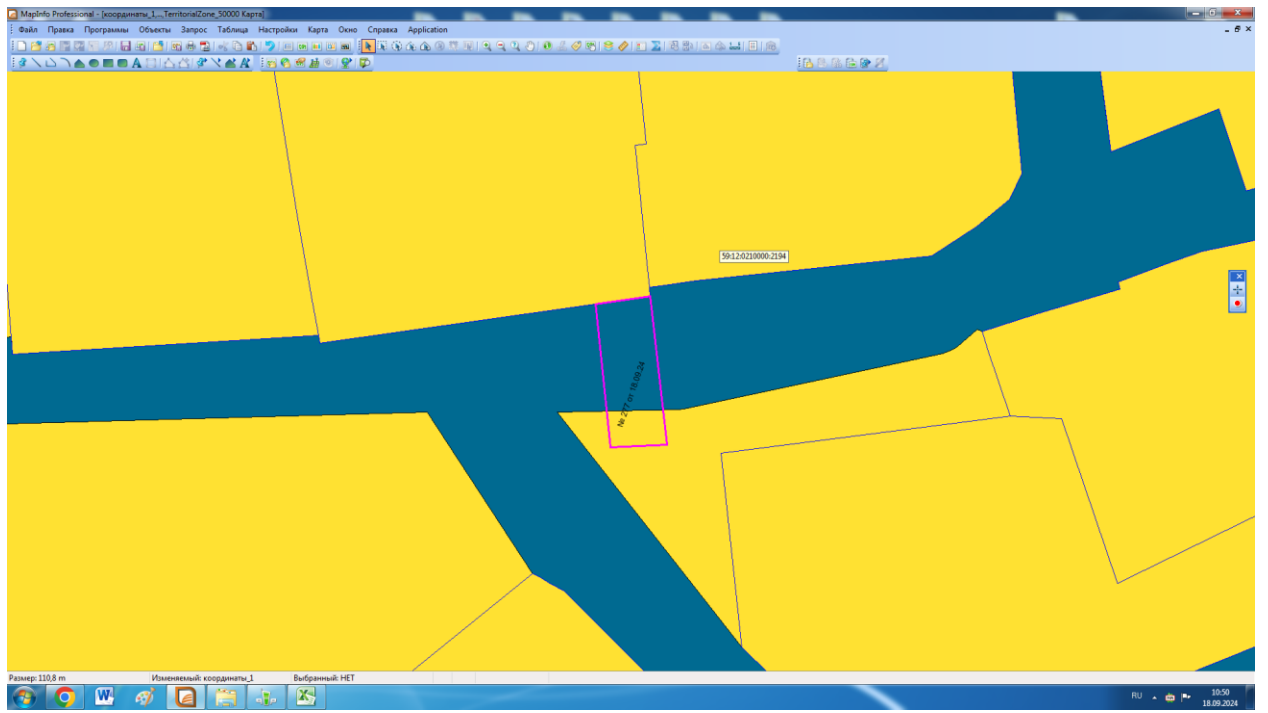 MapInfo Professional - [координаты_1,...,TerritorialZone_50000 Карта]
Файл Правка Программы Объекты Запрос Таблица Настройки Карта Окно Справка Application
59:12:0210000:2194
№ 277 от 18.09.24
Размер: 110,8 m Изменяемый: координаты_1 Выбранный: НЕТ
RU 10:50
18.09.2024